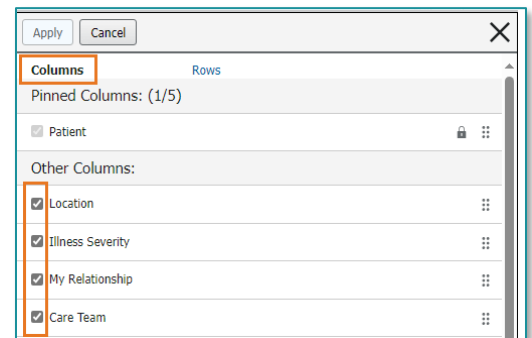 Apply Cancel
Columns Rows
Pinned Columns: (1/5)
Patient
Other Columns:
Location
Illness Severity
My Relationship
Care Team